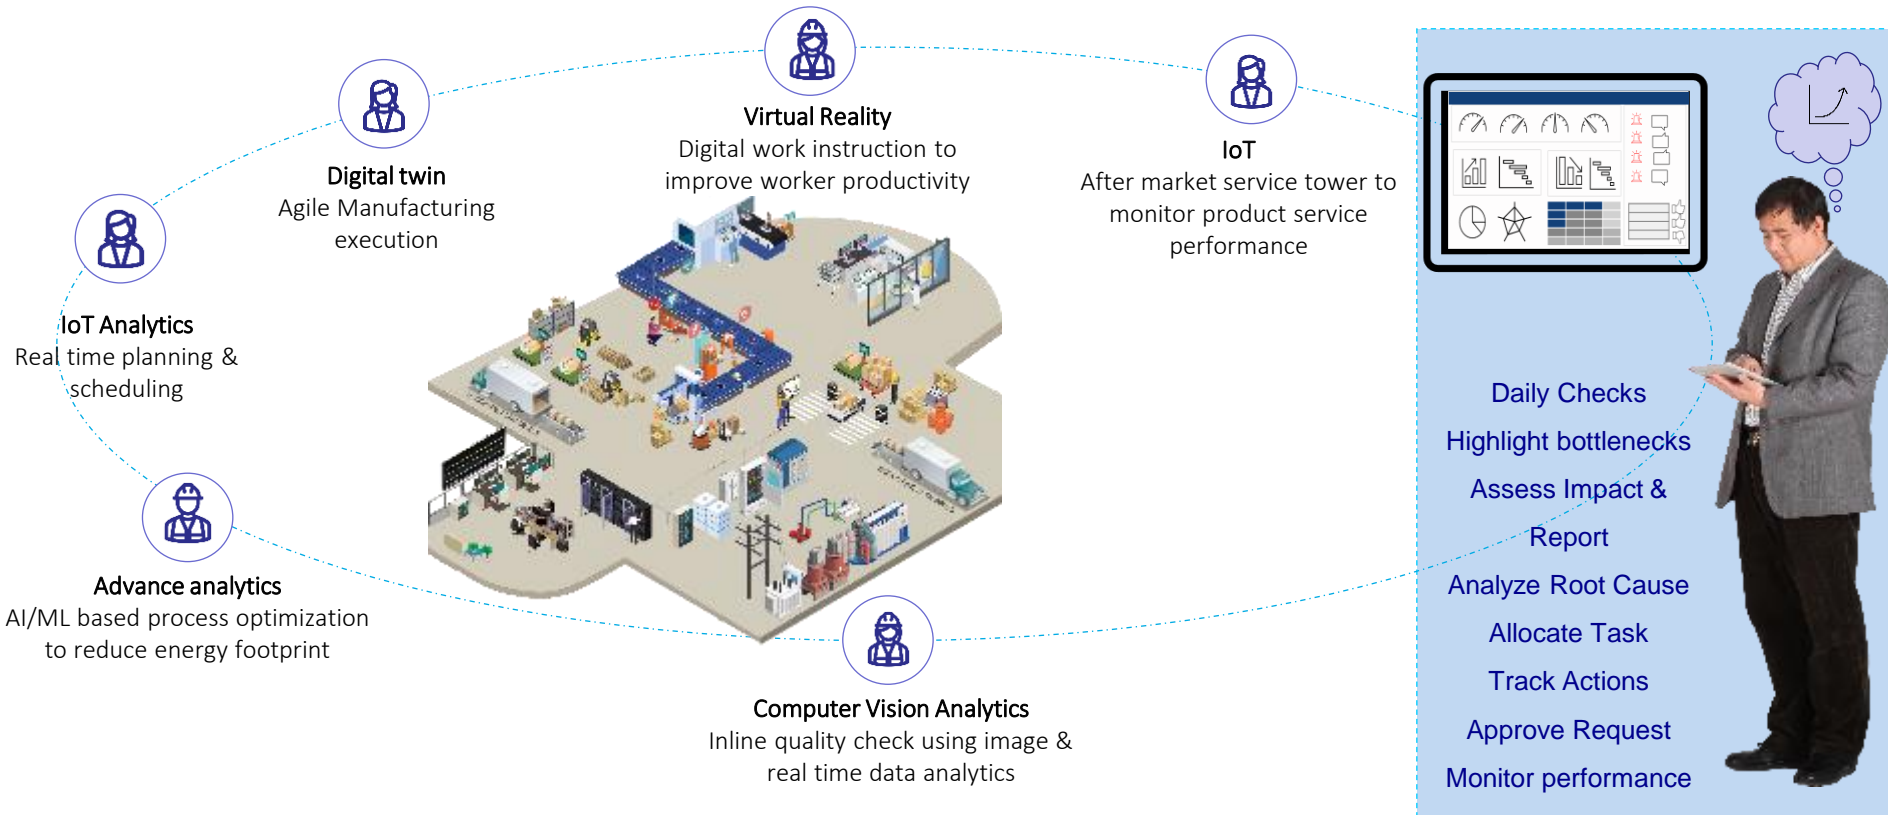 Virtual Reality
Digital work instruction to
improve worker productivity
IoT
After market service tower to
monitor product service
performance
Digital twin
Agile Manufacturing
execution
IoT Analytics
Real time planning &
scheduling
Advance analytics
AI/ML based process optimization
to reduce energy footprint
Computer Vision Analytics
Inline quality check using image &
real time data analytics
Daily Checks
Highlight bottlenecks
Assess Impact &
Report
Analyze Root Cause
Allocate Task
Track Actions
Approve Request
Monitor performance